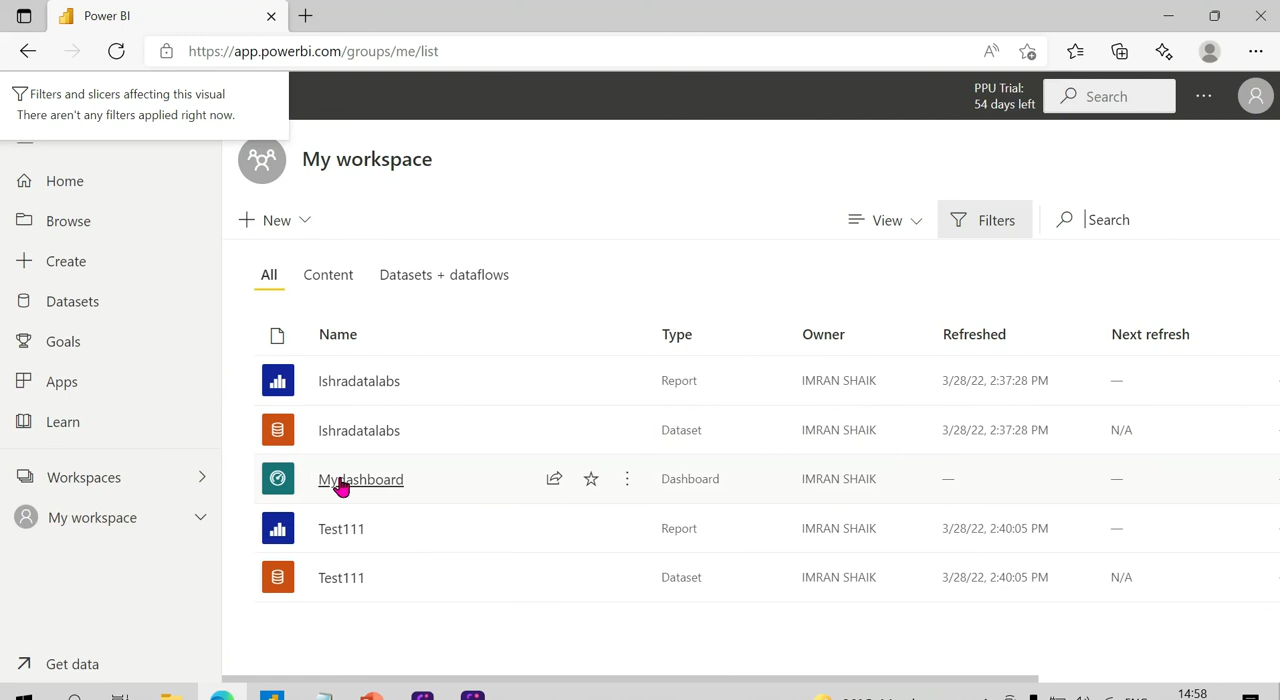 Power BI
https://app.powerbi.com/groups/me/list
Filters and slicers affecting this visual
There aren't any filters applied right now.
PPU Trial:
54 days left
Search
My workspace
Home
Browse
Create
Datasets
Goals
Apps
Learn
Workspaces
My workspace
Get data
New
View
Filters
Search
All
Content
Datasets + dataflows
Name
Type
Owner
Refreshed
Next refresh
Ishradatalabs
Report
IMRAN SHAIK
3/28/22, 2:37:28 PM
—
Ishradatalabs
Dataset
IMRAN SHAIK
3/28/22, 2:37:28 PM
N/A
Mydashboard
Dashboard
IMRAN SHAIK
—
—
Test111
Report
IMRAN SHAIK
3/28/22, 2:40:05 PM
—
Test111
Dataset
IMRAN SHAIK
3/28/22, 2:40:05 PM
N/A
14:58